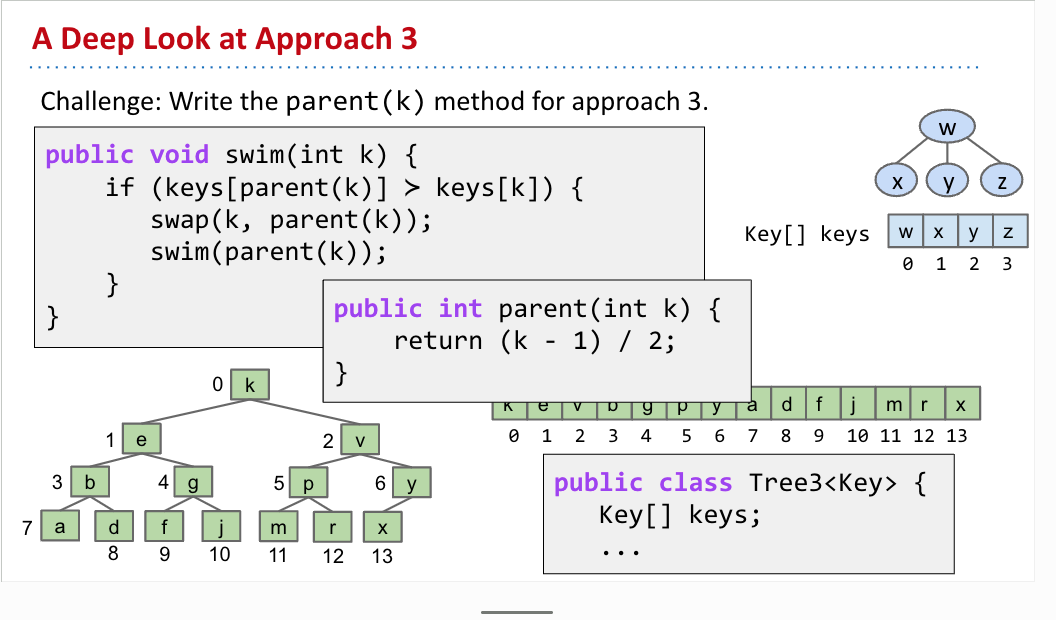 A Deep Look at Approach 3
Challenge: Write the parent(k) method for approach 3.
public void swim(int k) {
if (keys[parent(k)] ≻ keys[k]) {
swap(k, parent(k));
swim(parent(k));
}
}
public int parent(int k) {
return (k - 1) / 2;
}
w
x y z
Key[] keys w x y z
0 1 2 3
0 k
1 e 2 v
3 b 4 g 5 p 6 y
7 a d f j m r x
8 9 10 11 12 13
k e v b g p y a d f j m r x
0 1 2 3 4 5 6 7 8 9 10 11 12 13
public class Tree3<Key> {
Key[] keys;
...